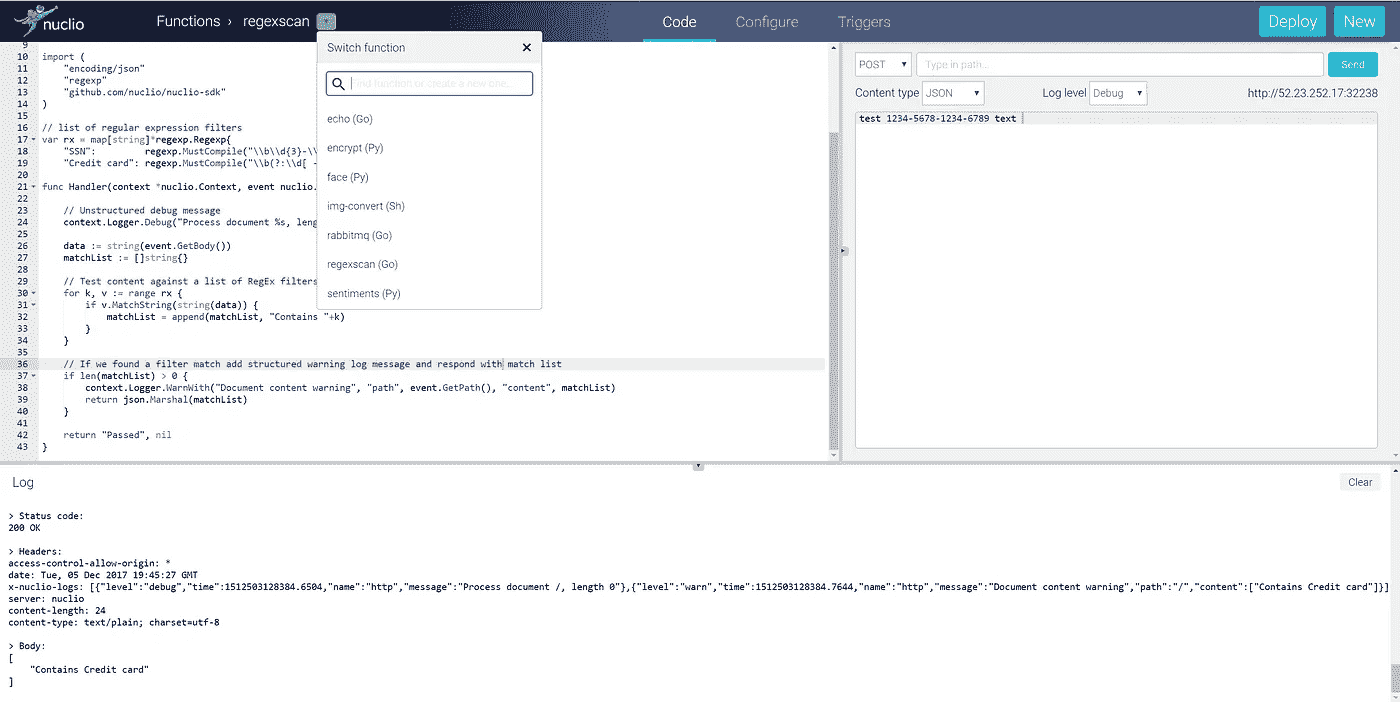 nuclio
Functions › regexscan
Code
Configure
Triggers
Deploy
New
Switch function
Find function or create a new one...
echo (Go)
encrypt (Py)
face (Py)
img-convert (Sh)
rabbitmq (Go)
regexscan (Go)
sentiments (Py)
9
10 import (
11 "encoding/json"
12 "regexp"
13 "github.com/nuclio/nuclio-sdk"
14 )
15
16 // list of regular expression filters
17 var rx = map[string]*regexp.Regexp{
18 "SSN": regexp.MustCompile("\\b\\d{3}-\\
19 "Credit card": regexp.MustCompile("\\b(?:\\d[ -
20
21 func Handler(context *nuclio.Context, event nuclio.
22
23 // Unstructured debug message
24 context.Logger.Debug("Process document %s, leng
25
26 data := string(event.GetBody())
27 matchList := []string{}
28
29 // Test content against a list of RegEx filters
30 for k, v := range rx {
31 if v.MatchString(string(data)) {
32 matchList = append(matchList, "Contains "+k)
33 }
34 }
35
36 // If we found a filter match add structured warning log message and respond with match list
37 if len(matchList) > 0 {
38 context.Logger.WarnWith("Document content warning", "path", event.GetPath(), "content", matchList)
39 return json.Marshal(matchList)
40 }
41
42 return "Passed", nil
43 }
POST
Type in path...
Send
Content type JSON
Log level Debug
http://52.23.252.17:32238
test 1234-5678-1234-6789 text
Log
Clear
> Status code:
200 OK
> Headers:
access-control-allow-origin: *
date: Tue, 05 Dec 2017 19:45:27 GMT
x-nuclio-logs: [{"level":"debug","time":1512503128384.6504,"name":"http","message":"Process document /, length 0"},{"level":"warn","time":1512503128384.7644,"name":"http","message":"Document content warning","path":"/","content":["Contains Credit card"]}]
server: nuclio
content-length: 24
content-type: text/plain; charset=utf-8
> Body:
[
"Contains Credit card"
]